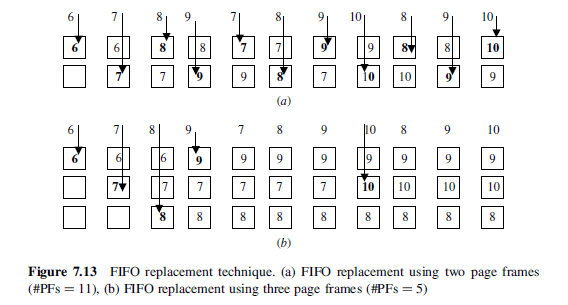 6 7 8 9 7 8 9 10 8 9 10
6 6 8 8 7 7 9 9 8 8 10
7 7 9 9 8 7 10 10 9 9
(a)
6 7 8 9 7 8 9 10 8 9 10
6 6 6 9 9 9 9 9 9 9 9
7 7 7 7 7 7 10 10 10 10
8 8 8 8 8 8 8 8 8
(b)
Figure 7.13 FIFO replacement technique. (a) FIFO replacement using two page frames
(#PFs = 11), (b) FIFO replacement using three page frames (#PFs = 5)